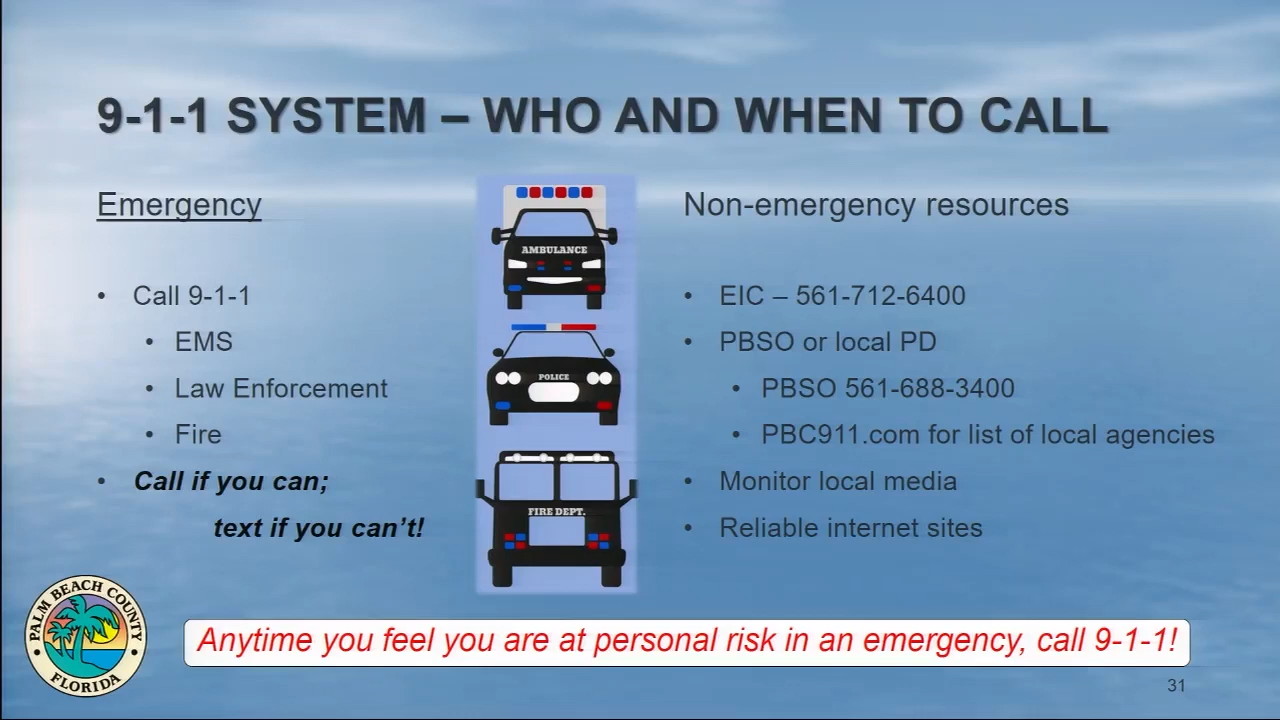 9-1-1 SYSTEM – WHO AND WHEN TO CALL
Emergency
• Call 9-1-1
• EMS
• Law Enforcement
• Fire
• Call if you can;
text if you can't!
AMBULANCE
POLICE
FIRE DEPT.
Non-emergency resources
• EIC – 561-712-6400
• PBSO or local PD
• PBSO 561-688-3400
• PBC911.com for list of local agencies
• Monitor local media
• Reliable internet sites
PALM BEACH COUNTY
FLORIDA
Anytime you feel you are at personal risk in an emergency, call 9-1-1!
31